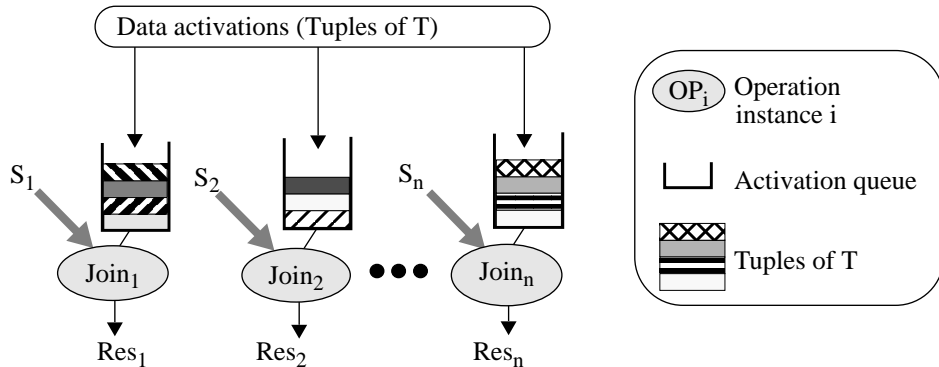 Data activations (Tuples of T)
OPᵢ
Operation
instance i
S₁
S₂
Sₙ
Activation queue
Join₁
Join₂
Joinₙ
Tuples of T
Res₁
Res₂
Resₙ